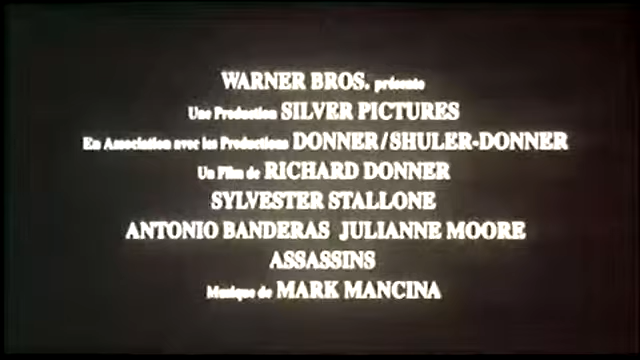 WARNER BROS. présente
Une Production SILVER PICTURES
En Association avec les Productions DONNER/SHULER-DONNER
Un Film de RICHARD DONNER
SYLVESTER STALLONE
ANTONIO BANDERAS JULIANNE MOORE
ASSASSINS
Musique de MARK MANCINA